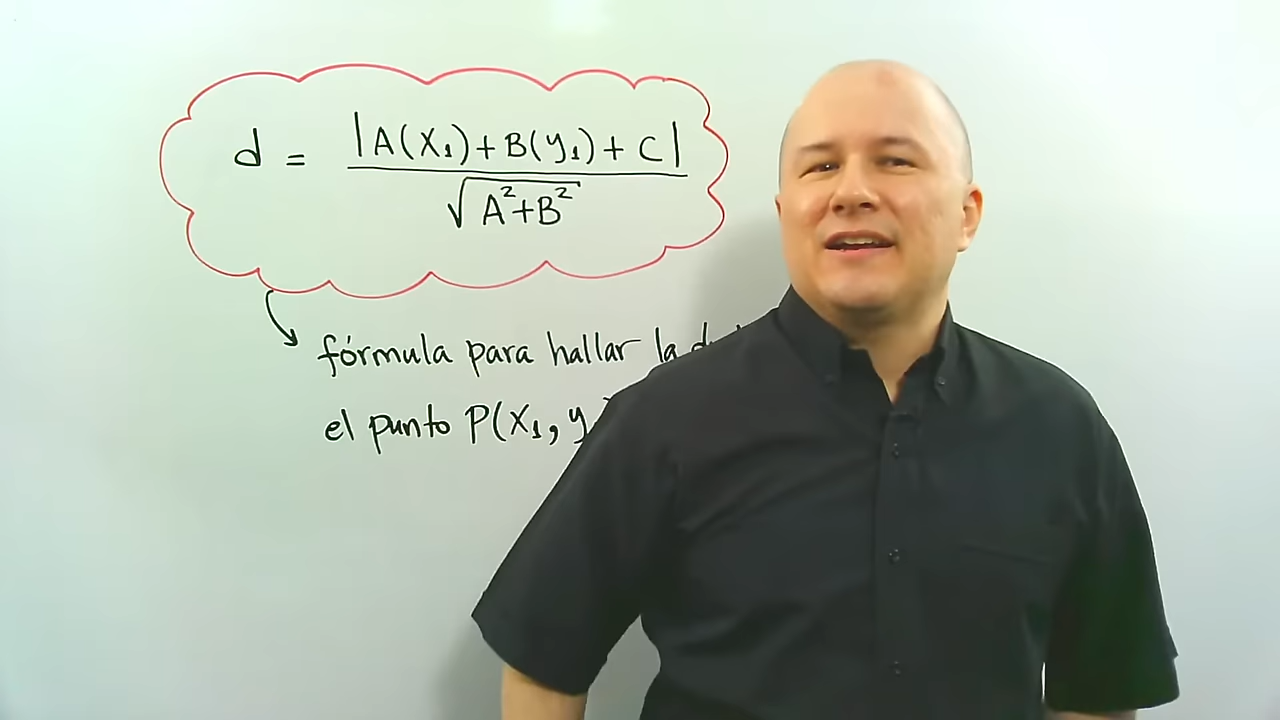 d = |A(x₁)+B(y₁)+C| / √A²+B²
fórmula para hallar la
el punto P(x₁, y